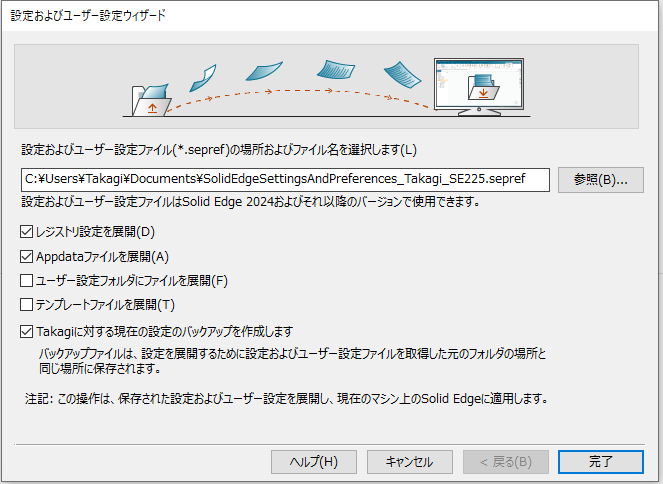 設定およびユーザー設定ウィザード
設定およびユーザー設定ファイル(*.sepref)の場所およびファイル名を選択します(L)
C:¥Users¥Takagi¥Documents¥SolidEdgeSettingsAndPreferences_Takagi_SE225.sepref
参照(B)...
設定およびユーザー設定ファイルはSolid Edge 2024およびそれ以降のバージョンで使用できます。
レジストリ設定を展開(D)
Appdataファイルを展開(A)
ユーザー設定フォルダにファイルを展開(F)
テンプレートファイルを展開(T)
Takagiに対する現在の設定のバックアップを作成します
バックアップファイルは、設定を展開するために設定およびユーザー設定ファイルを取得した元のフォルダの場所と
同じ場所に保存されます。
注記: この操作は、保存された設定およびユーザー設定を展開し、現在のマシン上のSolid Edgeに適用します。
ヘルプ(H)
キャンセル
< 戻る(B)
完了